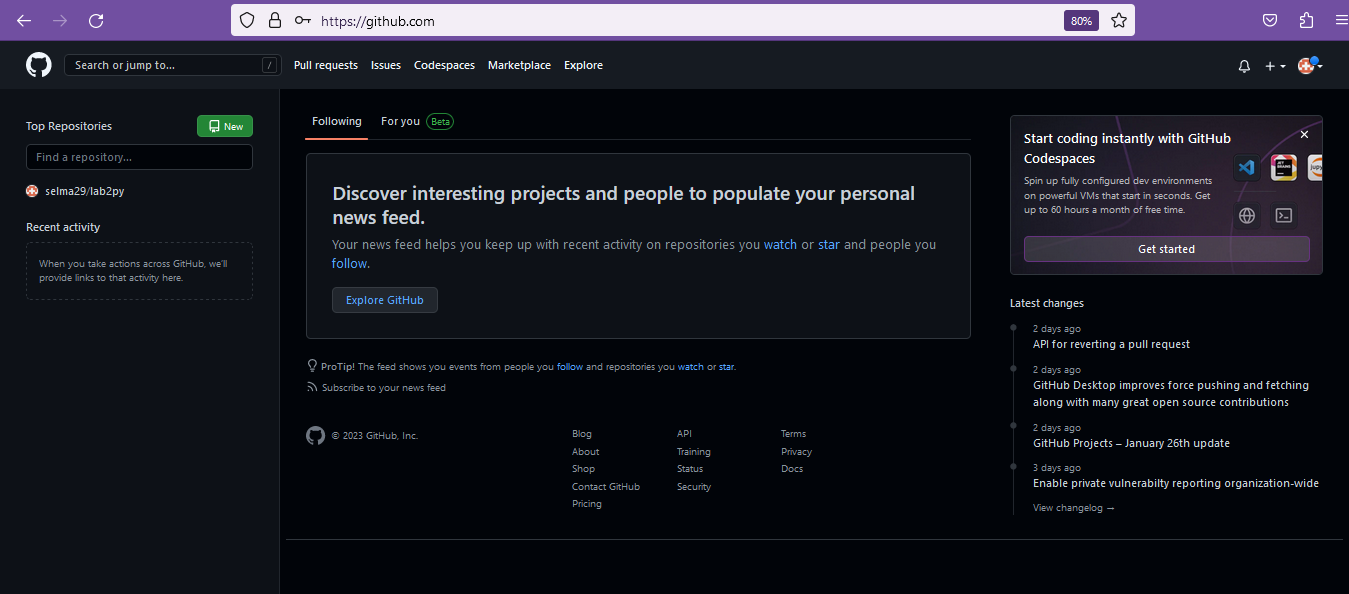 https://github.com
80%
Search or jump to...
/
Pull requests
Issues
Codespaces
Marketplace
Explore
Top Repositories
New
Find a repository...
selma29/lab2py
Recent activity
When you take actions across GitHub, we'll
provide links to that activity here.
Following
For you
Beta
Discover interesting projects and people to populate your personal
news feed.
Your news feed helps you keep up with recent activity on repositories you watch or star and people you
follow.
Explore GitHub
ProTip! The feed shows you events from people you follow and repositories you watch or star.
Subscribe to your news feed
© 2023 GitHub, Inc.
Blog
About
Shop
Contact GitHub
Pricing
API
Training
Status
Security
Terms
Privacy
Docs
Start coding instantly with GitHub
Codespaces
Spin up fully configured dev environments
on powerful VMs that start in seconds. Get
up to 60 hours a month of free time.
JET
BRAINS
Get started
Latest changes
2 days ago
API for reverting a pull request
2 days ago
GitHub Desktop improves force pushing and fetching
along with many great open source contributions
2 days ago
GitHub Projects – January 26th update
3 days ago
Enable private vulnerabilty reporting organization-wide
View changelog →